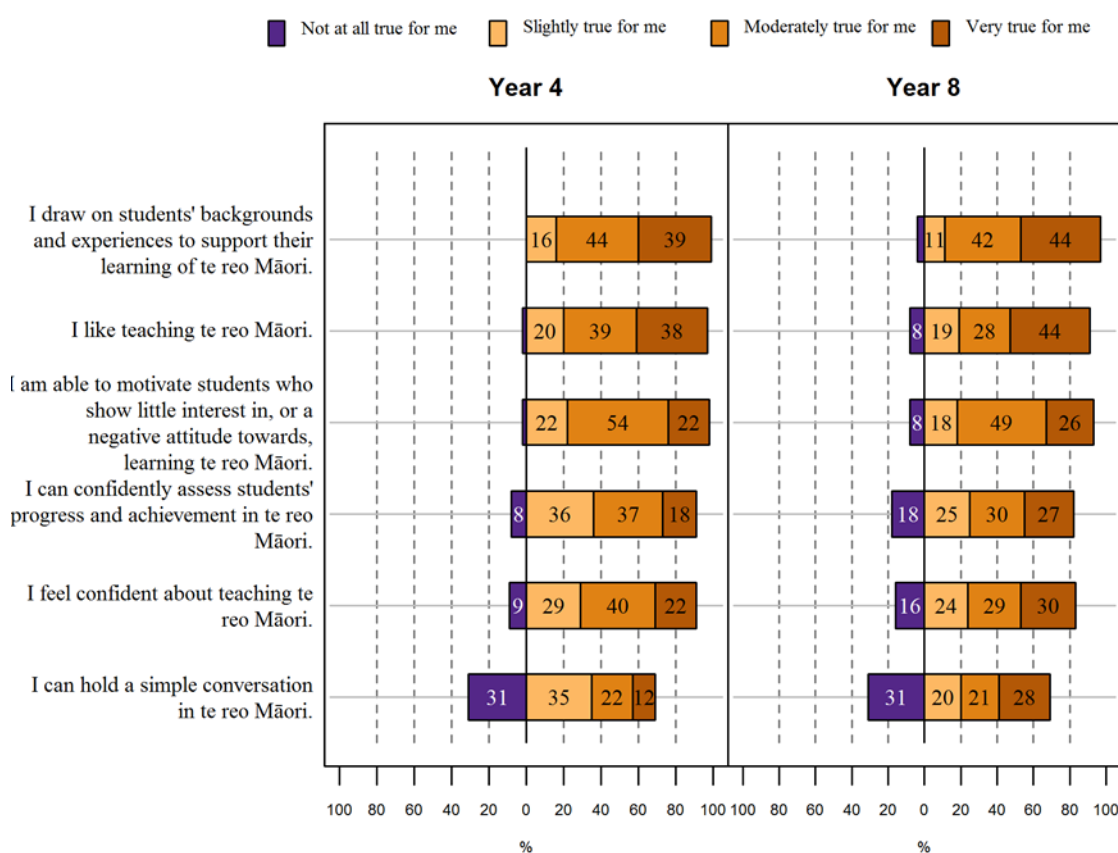 Not at all true for me Slightly true for me Moderately true for me Very true for me
Year 4 Year 8
I draw on students' backgrounds
and experiences to support their
learning of te reo Māori.
16 44 39
11 42 44
I like teaching te reo Māori.
20 39 38
8 19 28 44
I am able to motivate students who
show little interest in, or a
negative attitude towards,
learning te reo Māori.
22 54 22
8 18 49 26
I can confidently assess students'
progress and achievement in te reo
Māori.
8 36 37 18
18 25 30 27
I feel confident about teaching te
reo Māori.
9 29 40 22
16 24 29 30
I can hold a simple conversation
in te reo Māori.
31 35 22 12
31 20 21 28
100 80 60 40 20 0 20 40 60 80 100 100 80 60 40 20 0 20 40 60 80 100
% %